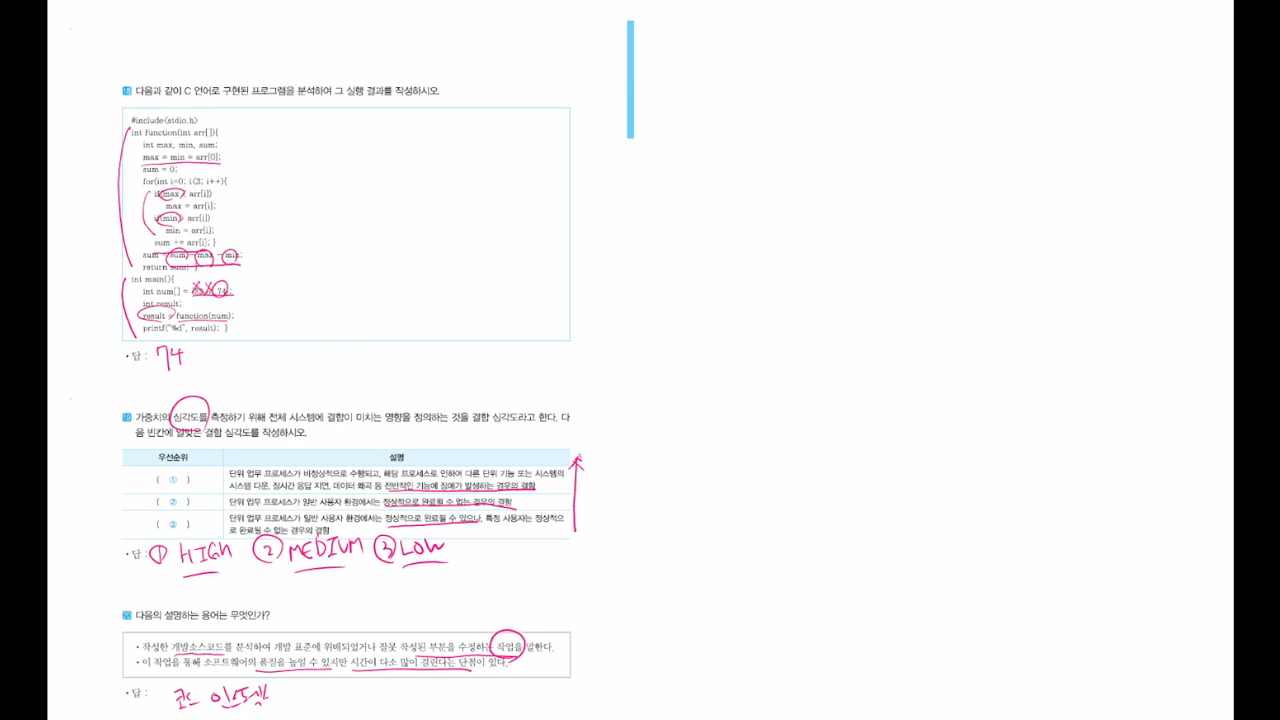 18 다음과 같이 C 언어로 구현된 프로그램을 분석하여 그 실행 결과를 작성하시오.
#include<stdio.h>
int function(int arr[]){
int max, min, sum;
max = min = arr[0];
sum = 0;
for(int i=0; i<3; i++){
if(max arr[i])
max = arr[i];
if(min arr[i])
min = arr[i];
sum += arr[i]; }
sum = sum - max - min;
return sum; }
int main(){
int num[] = 74
int result;
result = function(num);
printf("%d", result); }
• 답 : 74
19 가중치의 심각도를 측정하기 위해 전체 시스템에 결함이 미치는 영향을 정의하는 것을 결함 심각도라고 한다. 다
음 빈칸에 알맞은 결함 심각도를 작성하시오.
우선순위 설명
( ① ) 단위 업무 프로세스가 비정상적으로 수행되고, 해당 프로세스로 인하여 다른 단위 기능 또는 시스템의
시스템 다운, 장시간 응답 지연, 데이터 왜곡 등 전반적인 기능에 장애가 발생하는 경우의 결함
( ② ) 단위 업무 프로세스가 일반 사용자 환경에서는 정상적으로 완료될 수 없는 경우의 결함
( ③ ) 단위 업무 프로세스가 일반 사용자 환경에서는 정상적으로 완료될 수 있으나, 특정 사용자는 정상적으
로 완료될 수 없는 경우의 결함
• 답 : ① HIGH ② MEDIUM ③ LOW
20 다음의 설명하는 용어는 무엇인가?
• 작성한 개발소스코드를 분석하여 개발 표준에 위배되었거나 잘못 작성된 부분을 수정하는 작업을 말한다.
• 이 작업을 통해 소프트웨어의 품질을 높일 수 있지만 시간이 다소 많이 걸린다는 단점이 있다.
• 답 : 코드 인스펙